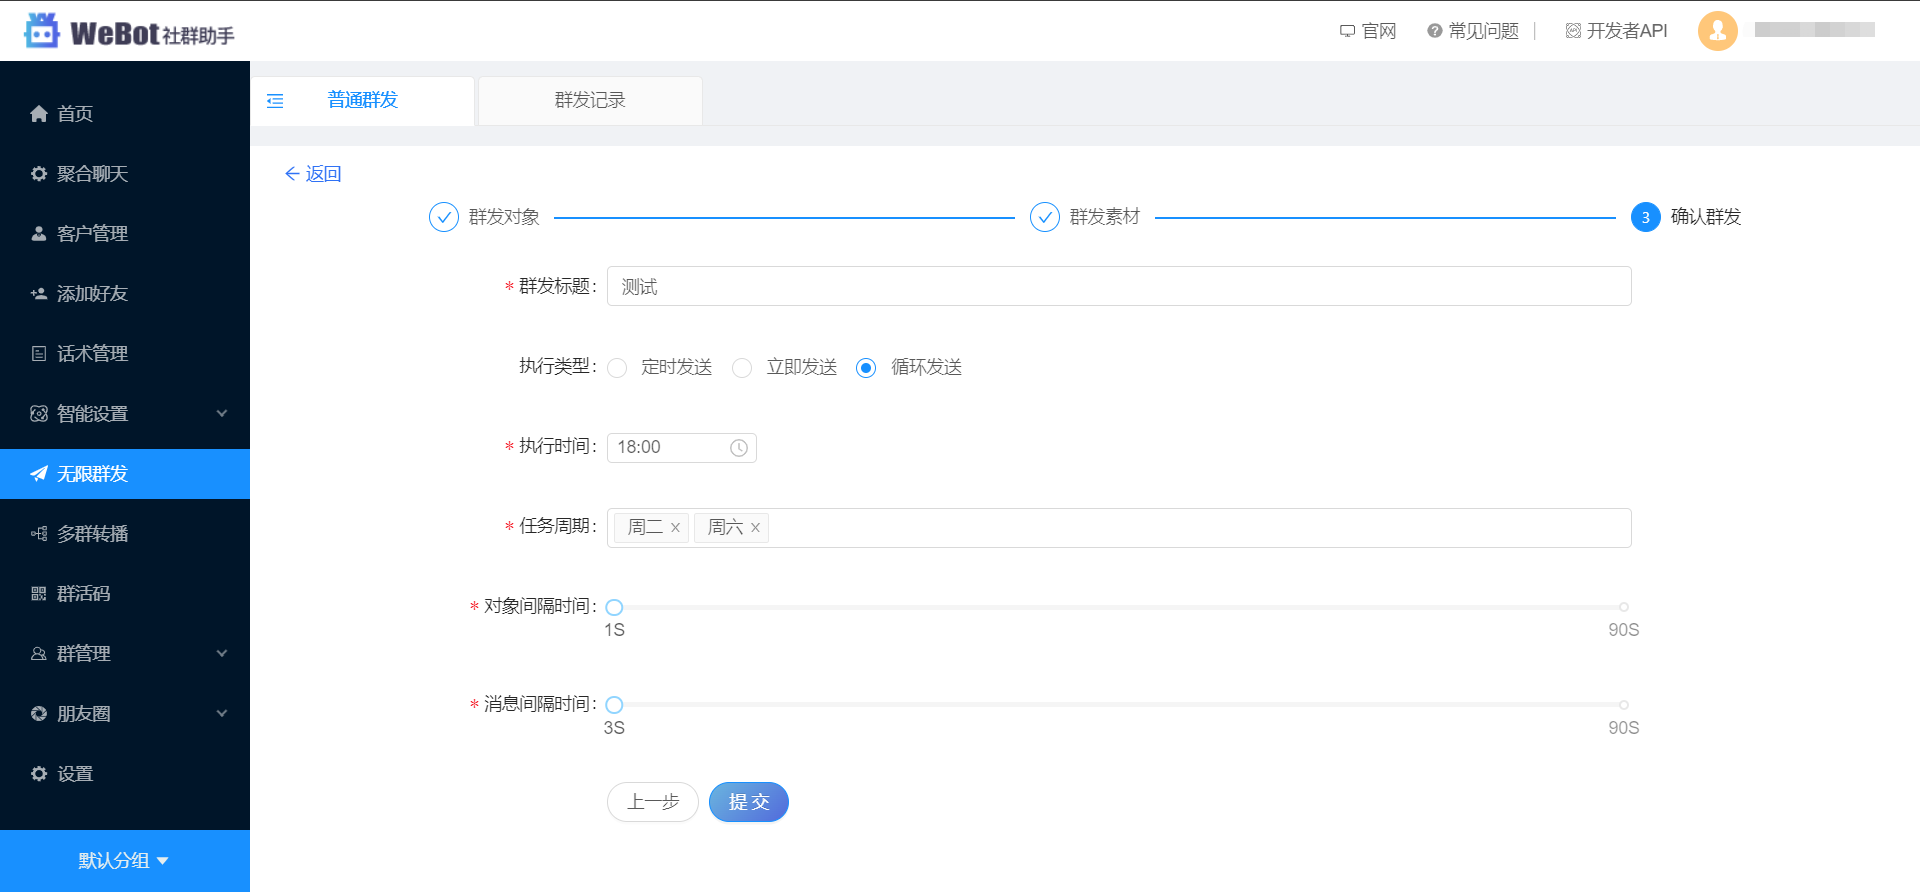 WeBot社群助手
官网
常见问题
开发者API
首页
聚合聊天
客户管理
添加好友
话术管理
智能设置
无限群发
多群转播
群活码
群管理
朋友圈
设置
默认分组
普通群发
群发记录
返回
群发对象
群发素材
3 确认群发
* 群发标题: 测试
执行类型: 定时发送 立即发送 循环发送
* 执行时间: 18:00
* 任务周期: 周二 × 周六 ×
* 对象间隔时间:
1S 90S
* 消息间隔时间:
3S 90S
上一步 提交